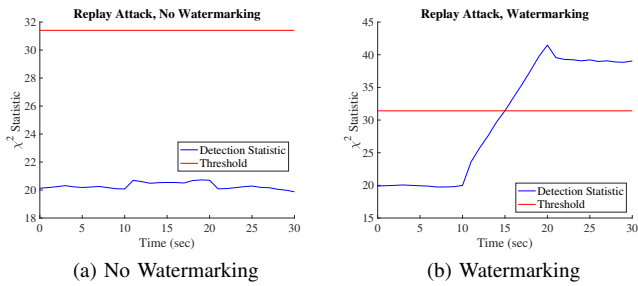 Replay Attack, No Watermarking
32
30
28
26
24
22
20
18
χ² Statistic
Detection Statistic
Threshold
0 5 10 15 20 25 30
Time (sec)
(a) No Watermarking
Replay Attack, Watermarking
45
40
35
30
25
20
15
χ² Statistic
Detection Statistic
Threshold
0 5 10 15 20 25 30
Time (sec)
(b) Watermarking